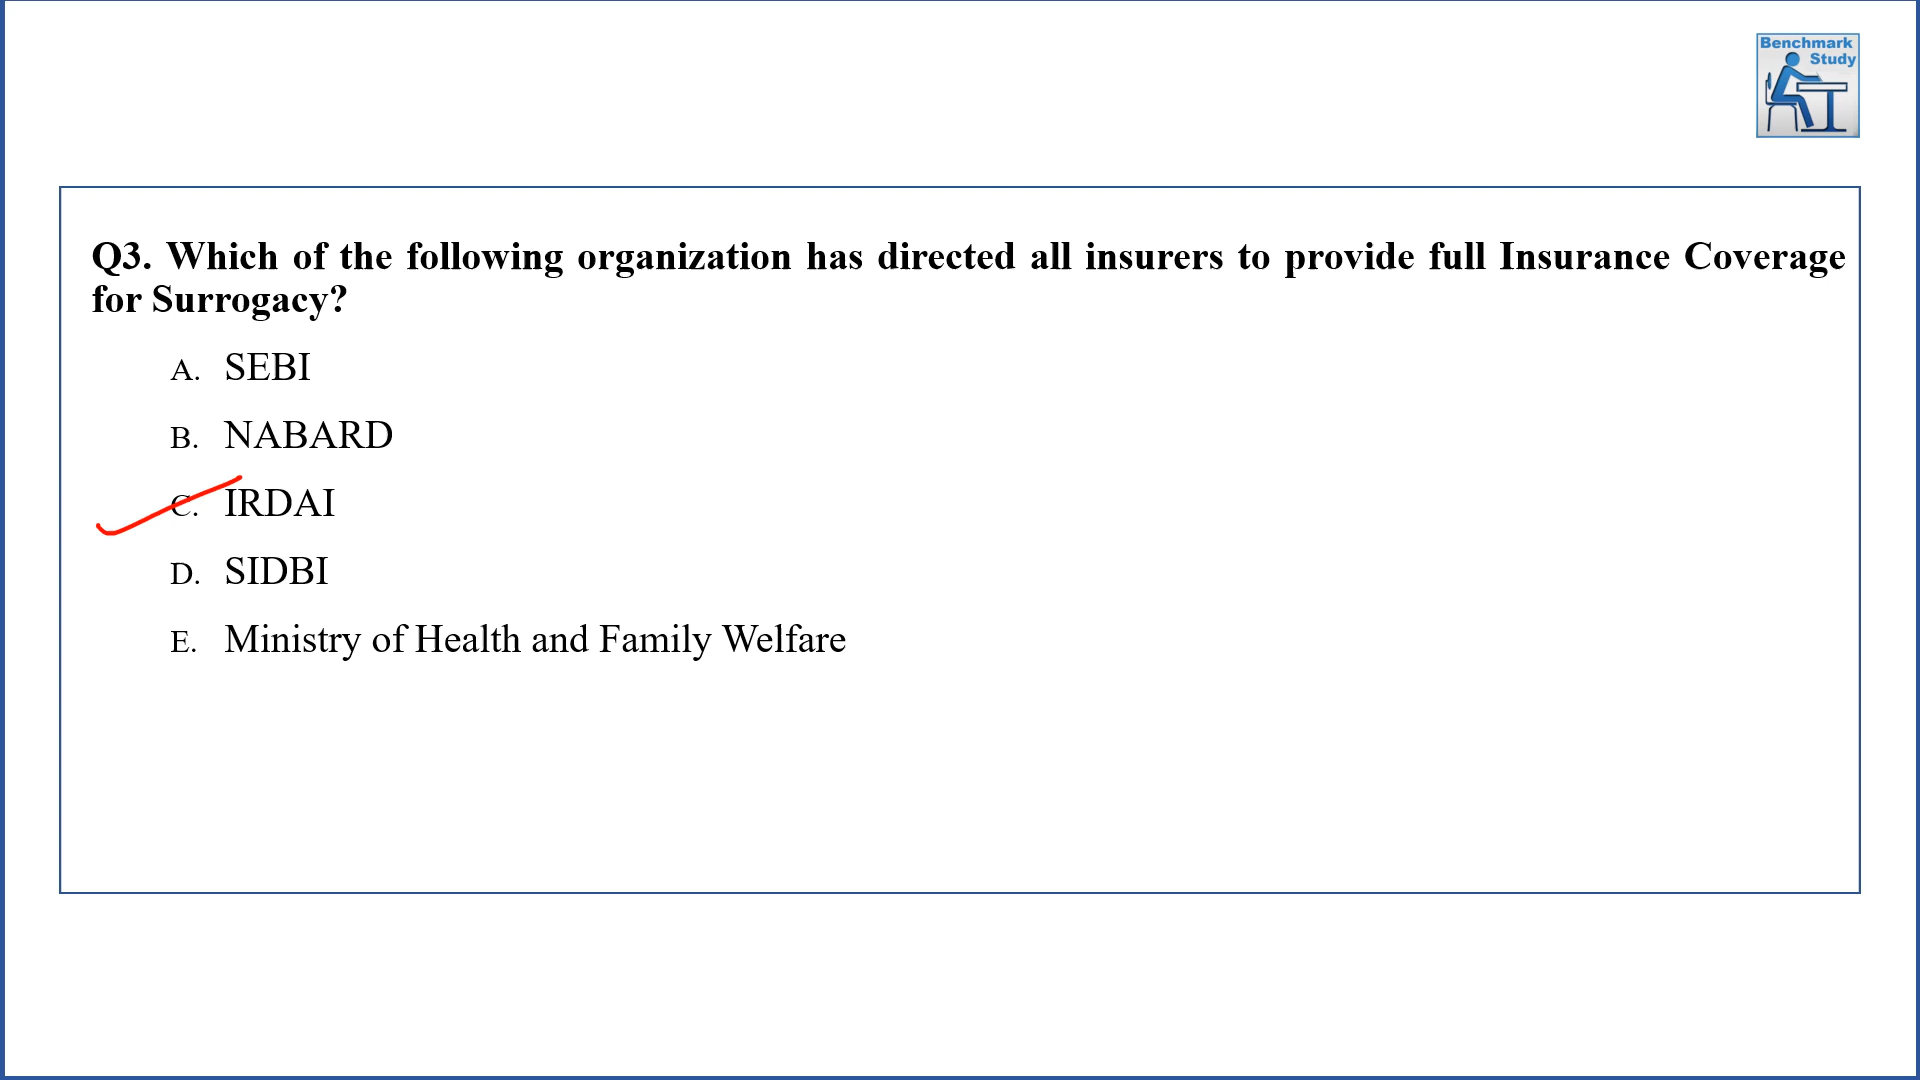 Benchmark
Study
Q3. Which of the following organization has directed all insurers to provide full Insurance Coverage
for Surrogacy?
A. SEBI
B. NABARD
C. IRDAI
D. SIDBI
E. Ministry of Health and Family Welfare